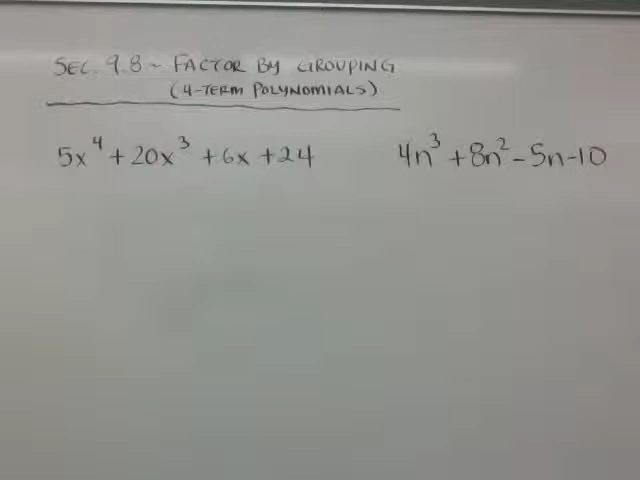 SEC. 9.8 ~ FACTOR BY GROUPING
(4-TERM POLYNOMIALS)
5x⁴ + 20x³ + 6x + 24 4n³ + 8n² - 5n - 10